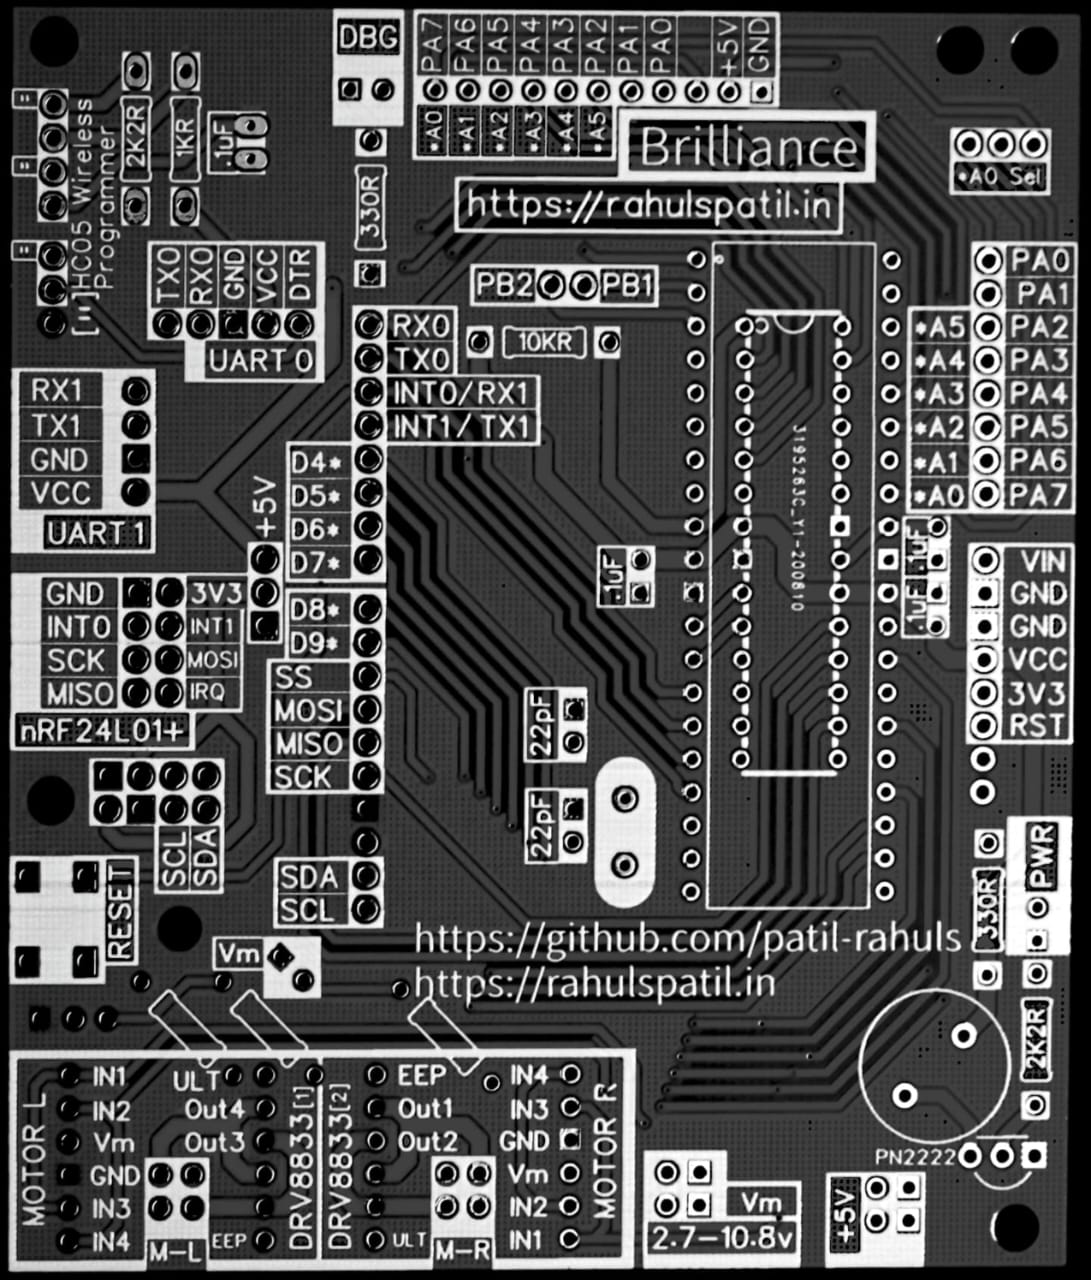 DBG
PA7 PA6 PA5 PA4 PA3 PA2 PA1 PA0 +5V GND
*A0 *A1 *A2 *A3 *A4 *A5
Brilliance
https://rahulspatil.in
*A0 Sel
2K2R
1KR
.1uF
330R
[▪▪]HC05 Wireless
Programmer
TX0 RX0 GND VCC DTR
UART 0
PB2 PB1
10KR
RX0
TX0
INT0/RX1
INT1/TX1
D4*
D5*
D6*
D7*
D8*
D9*
SS
MOSI
MISO
SCK
SDA
SCL
RX1
TX1
GND
VCC
UART 1
+5V
GND 3V3
INT0 INT1
SCK MOSI
MISO IRQ
nRF24L01+
SCL
SDA
RESET
PA0
PA1
*A5 PA2
*A4 PA3
*A3 PA4
*A2 PA5
*A1 PA6
*A0 PA7
3195263C_Y1-200810
.1uF
.1uF
.1uF
VIN
GND
GND
VCC
3V3
RST
22pF
22pF
PWR
330R
2K2R
https://github.com/patil-rahuls
https://rahulspatil.in
Vm
MOTOR L
IN1
IN2
Vm
GND
IN3
IN4
ULT
Out4
Out3
EEP
M-L
DRV8833[1]
DRV8833[2]
EEP
Out1
Out2
ULT
M-R
IN4
IN3
GND
Vm
IN2
IN1
MOTOR R
Vm
2.7-10.8v
PN2222
+5V